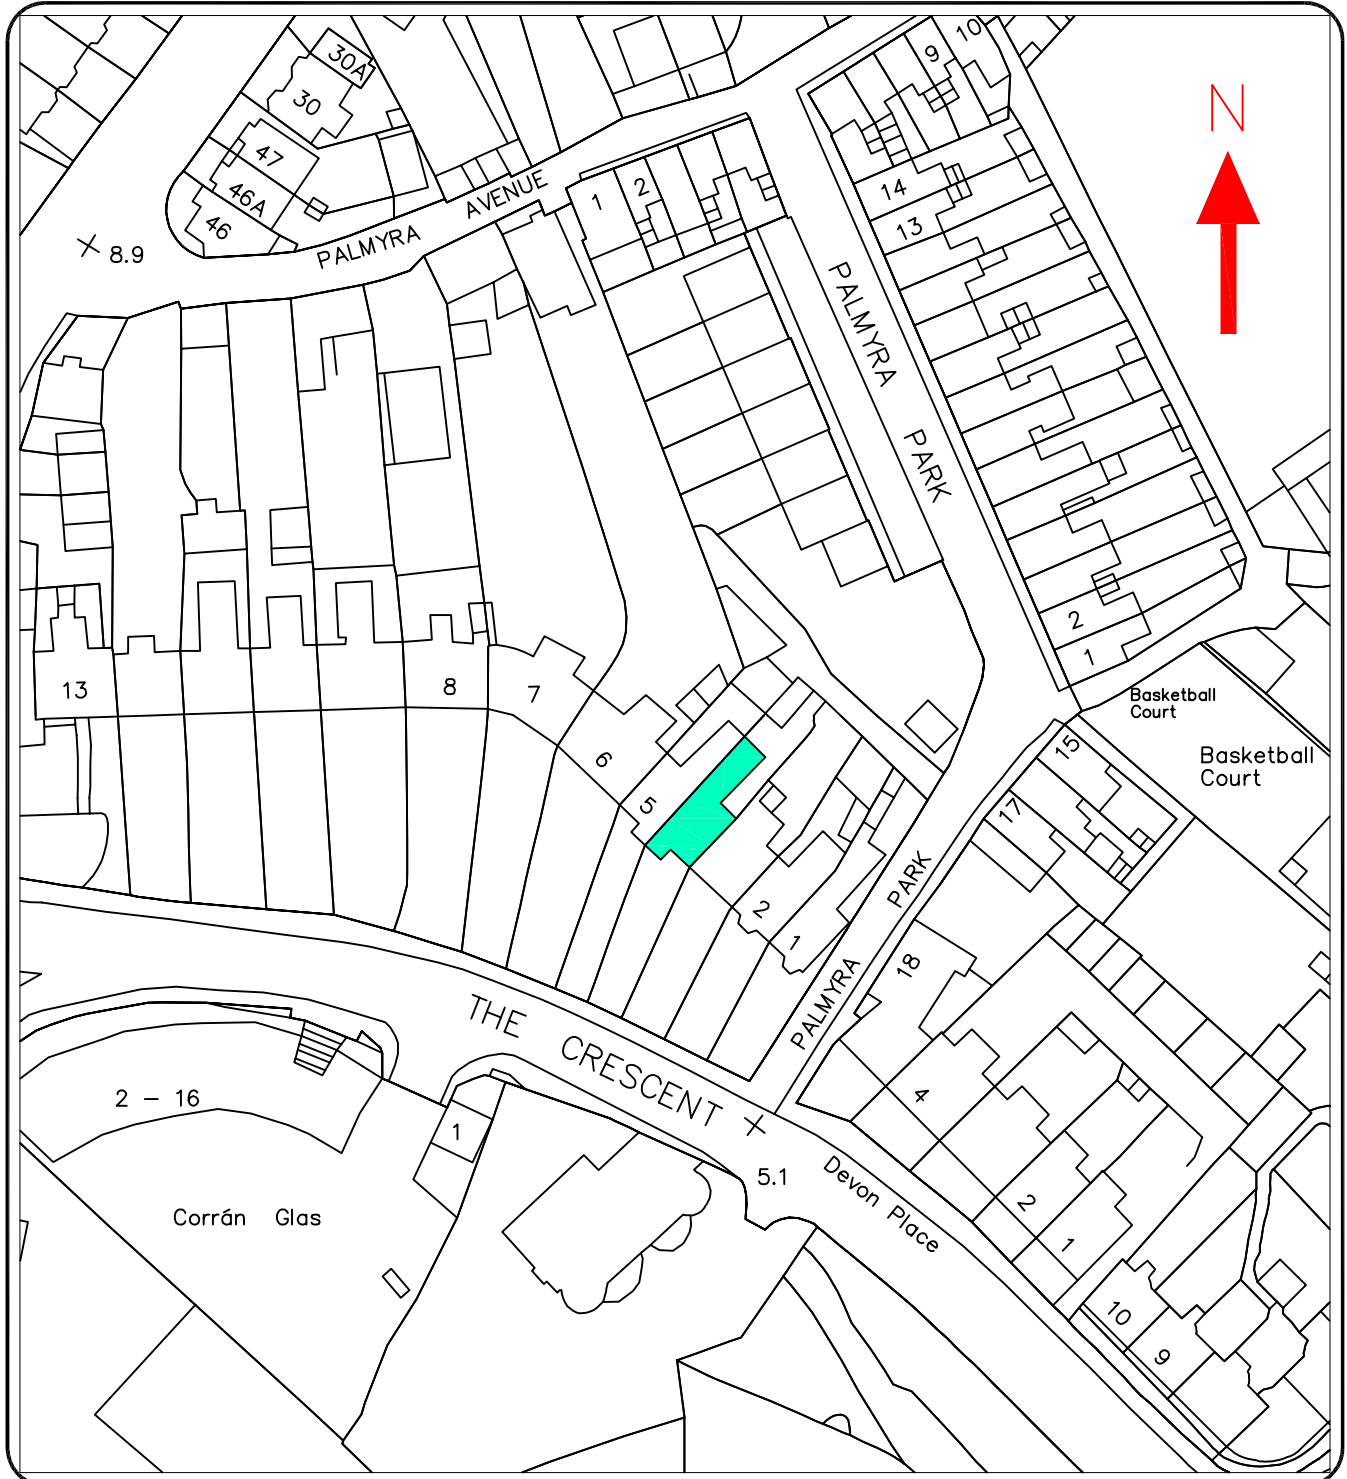 30A
10
9
30
N
47
46A
46
AVENUE
1
2
14
13
PALMYRA
8.9
PALMYRA
PARK
2
1
13
8
7
Basketball
Court
15
Basketball
Court
6
5
17
2
1
PARK
18
PALMYRA
THE CRESCENT
4
2 - 16
1
5.1
Devon Place
2
1
Corrán Glas
10
9